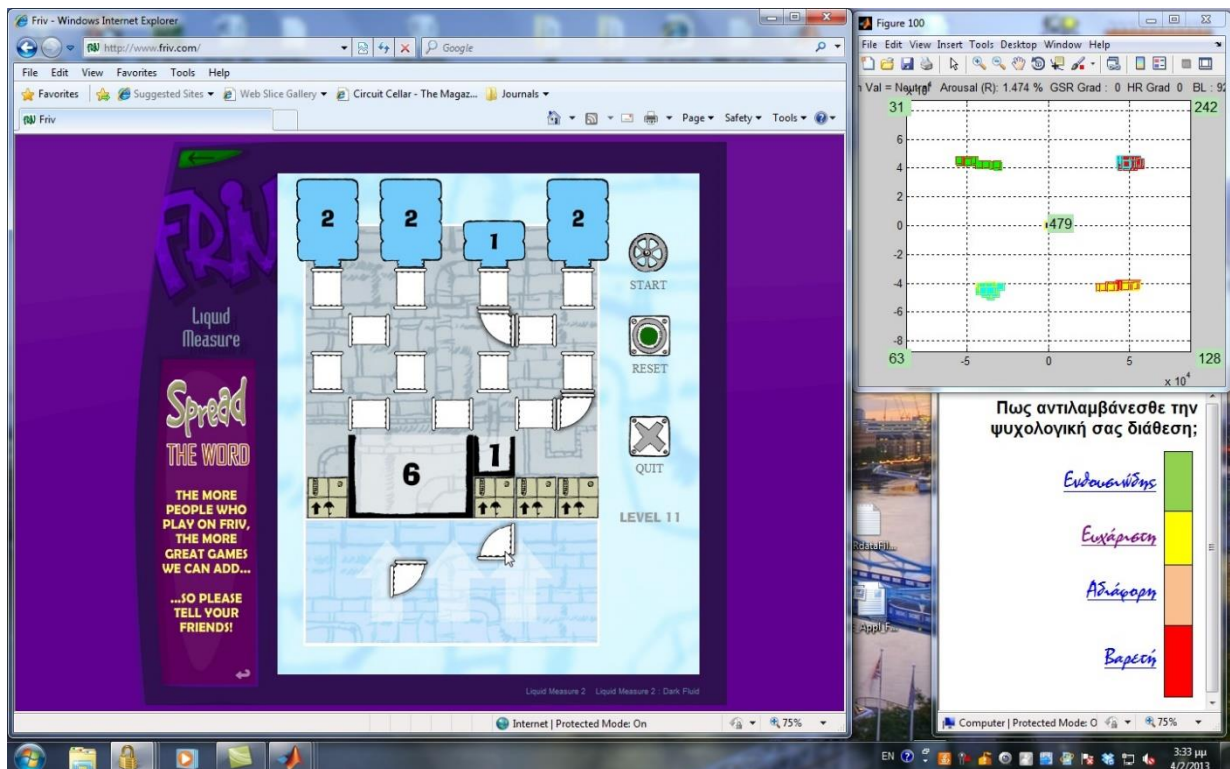 Friv - Windows Internet Explorer
http://www.friv.com/
Google
File Edit View Favorites Tools Help
Favorites Suggested Sites Web Slice Gallery Circuit Cellar - The Magaz... Journals
Friv
Page Safety Tools
FRIV
Liquid
Measure
Spread
THE WORD
THE MORE
PEOPLE WHO
PLAY ON FRIV,
THE MORE
GREAT GAMES
WE CAN ADD...
...SO PLEASE
TELL YOUR
FRIENDS!
2 2 1 2
START
RESET
QUIT
6 1
LEVEL 11
Liquid Measure 2 Liquid Measure 2 : Dark Fluid
Internet | Protected Mode: On 75%
Figure 100
File Edit View Insert Tools Desktop Window Help
Arousal (R): 1.474 % GSR Grad : 0 HR Grad 0 BL : 92
31 242
6
4
2
0 479
-2
-4
-6
-8
63 128
-5 0 5
x 10⁴
Πως αντιλαμβάνεσθε την
ψυχολογική σας διάθεση;
Ενθουσιώδης
Ευχάριστη
Αδιάφορη
Βαρετή
RdataFil...
Computer | Protected Mode: O 75%
EN
3:33 μμ
4/2/2013